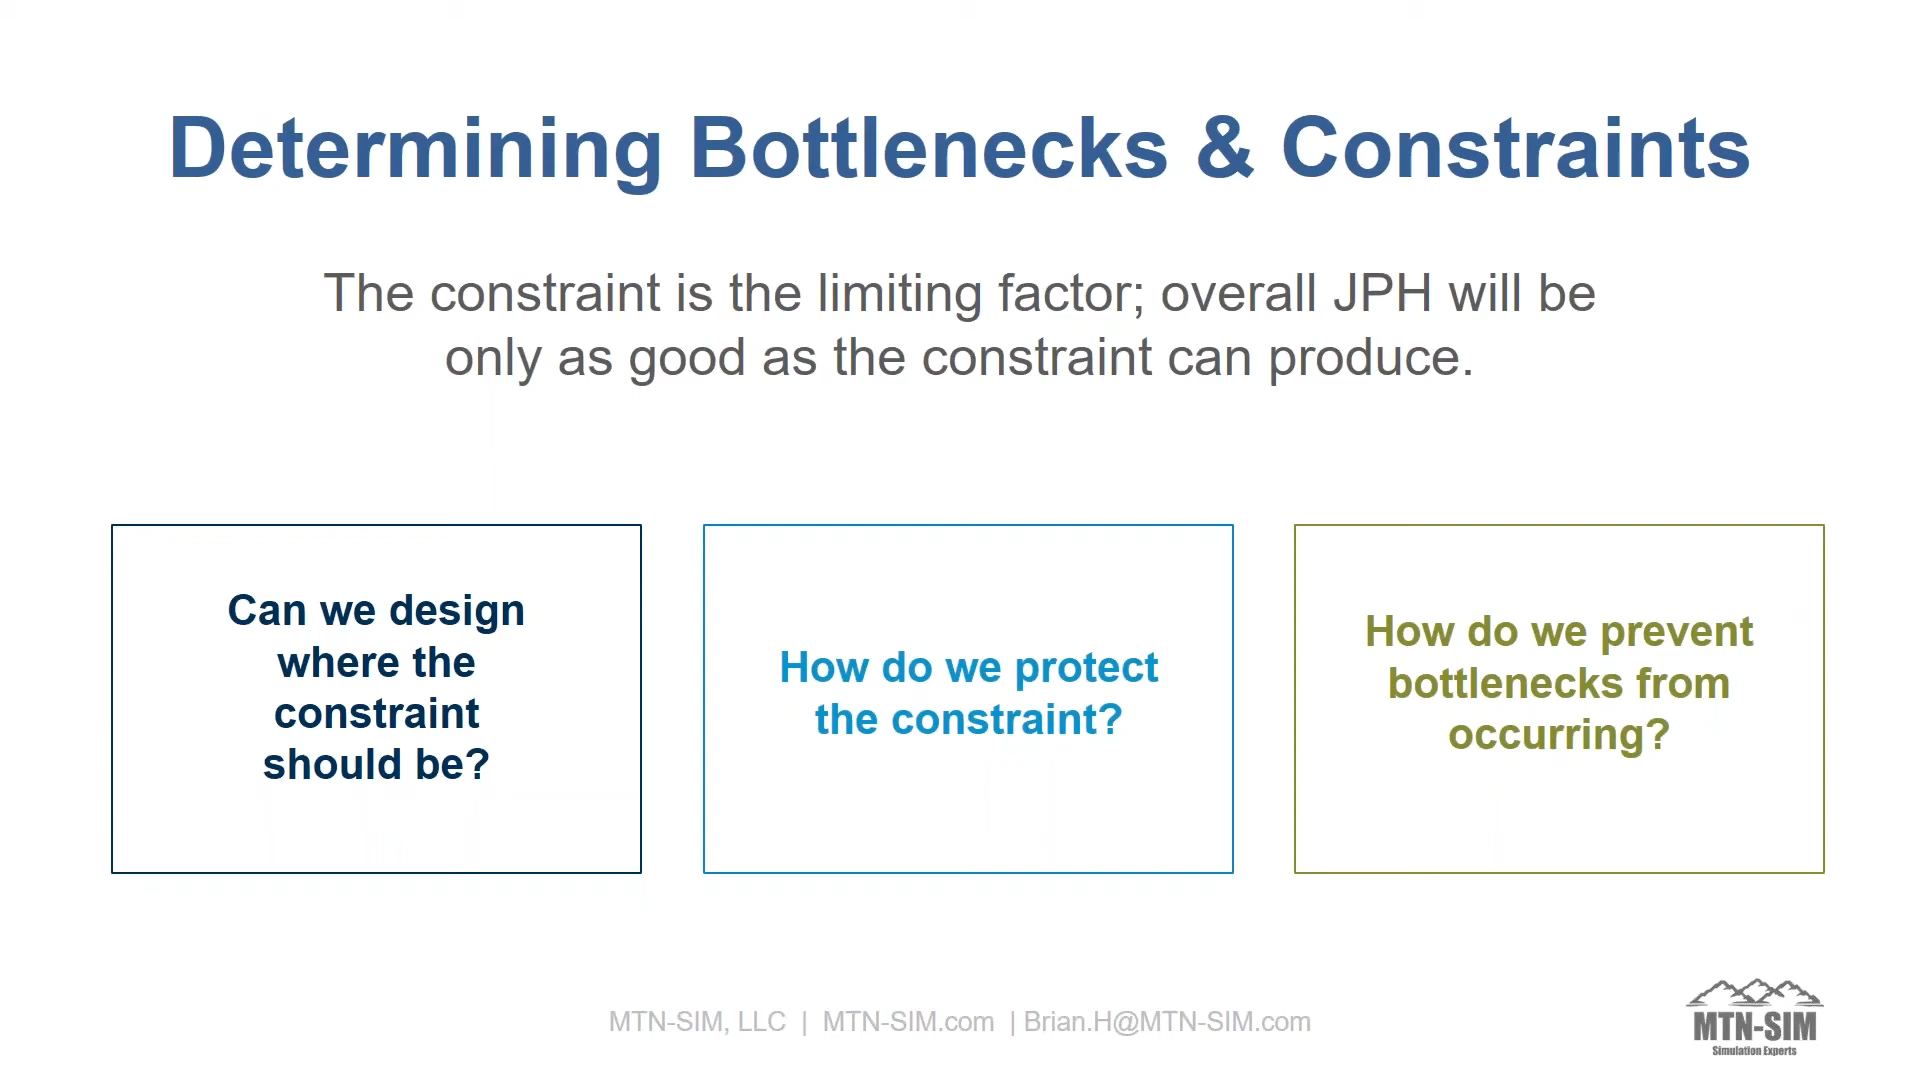 Determining Bottlenecks & Constraints
The constraint is the limiting factor; overall JPH will be
only as good as the constraint can produce.
Can we design
where the
constraint
should be?
How do we protect
the constraint?
How do we prevent
bottlenecks from
occurring?
MTN-SIM, LLC | MTN-SIM.com | Brian.H@MTN-SIM.com
MTN-SIM
Simulation Experts